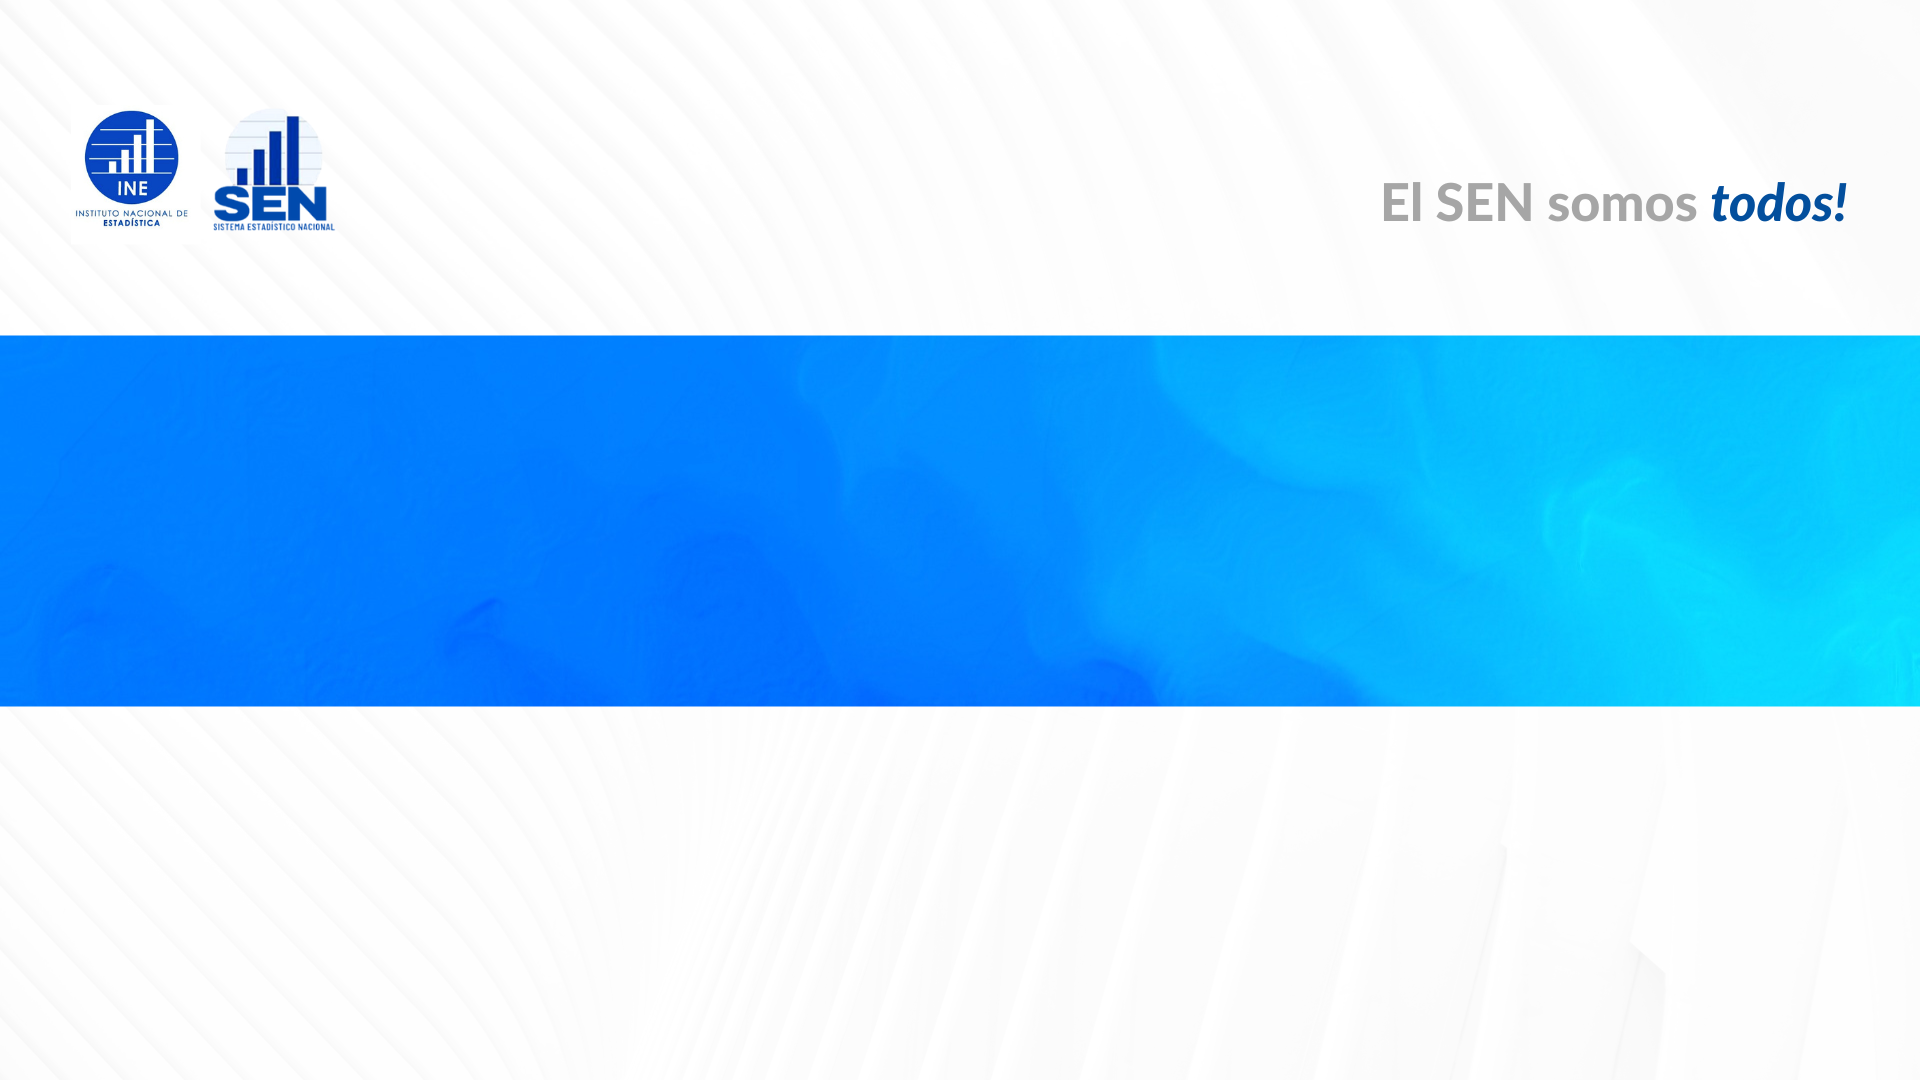 INE
INSTITUTO NACIONAL DE
ESTADÍSTICA
SEN
SISTEMA ESTADÍSTICO NACIONAL
El SEN somos todos!